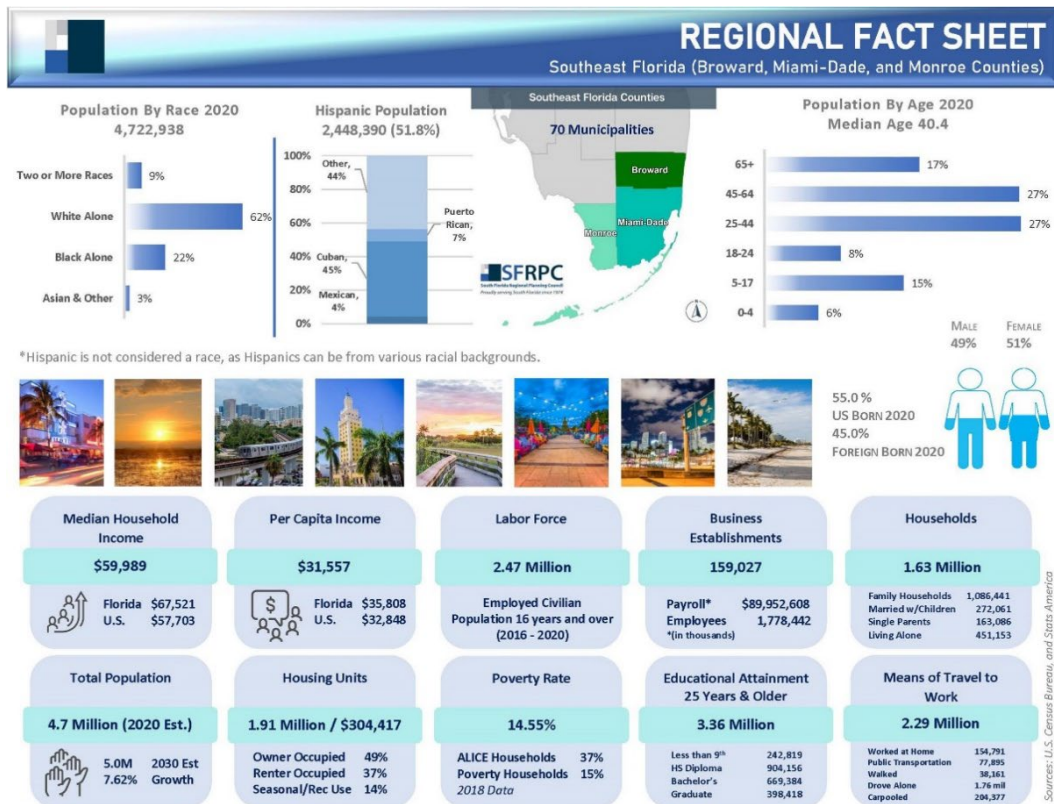 REGIONAL FACT SHEET
Southeast Florida (Broward, Miami-Dade, and Monroe Counties)
Population By Race 2020
4,722,938
Two or More Races 9%
White Alone 62%
Black Alone 22%
Asian & Other 3%
Hispanic Population
2,448,390 (51.8%)
100%
80%
60%
40%
20%
0%
Other,
44%
Puerto
Rican,
7%
Cuban,
45%
Mexican,
4%
Southeast Florida Counties
70 Municipalities
Broward
Miami-Dade
Monroe
SFRPC
South Florida Regional Planning Council
Proudly serving South Florida since 1974
Population By Age 2020
Median Age 40.4
65+ 17%
45-64 27%
25-44 27%
18-24 8%
5-17 15%
0-4 6%
*Hispanic is not considered a race, as Hispanics can be from various racial backgrounds.
MALE FEMALE
49% 51%
55.0 %
US BORN 2020
45.0%
FOREIGN BORN 2020
Median Household
Income
$59,989
Florida $67,521
U.S. $57,703
Per Capita Income
$31,557
$
Florida $35,808
U.S. $32,848
Labor Force
2.47 Million
Employed Civilian
Population 16 years and over
(2016 - 2020)
Business
Establishments
159,027
Payroll* $89,952,608
Employees 1,778,442
*(in thousands)
Households
1.63 Million
Family Households 1,086,441
Married w/Children 272,061
Single Parents 163,086
Living Alone 451,153
Total Population
4.7 Million (2020 Est.)
5.0M 2030 Est
7.62% Growth
Housing Units
1.91 Million / $304,417
Owner Occupied 49%
Renter Occupied 37%
Seasonal/Rec Use 14%
Poverty Rate
14.55%
ALICE Households 37%
Poverty Households 15%
2018 Data
Educational Attainment
25 Years & Older
3.36 Million
Less than 9th 242,819
HS Diploma 904,156
Bachelor's 669,384
Graduate 398,418
Means of Travel to
Work
2.29 Million
Worked at Home 154,791
Public Transportation 77,895
Walked 38,161
Drove Alone 1.76 mil
Carpooled 204,377
Sources: U.S. Census Bureau, and Stats America